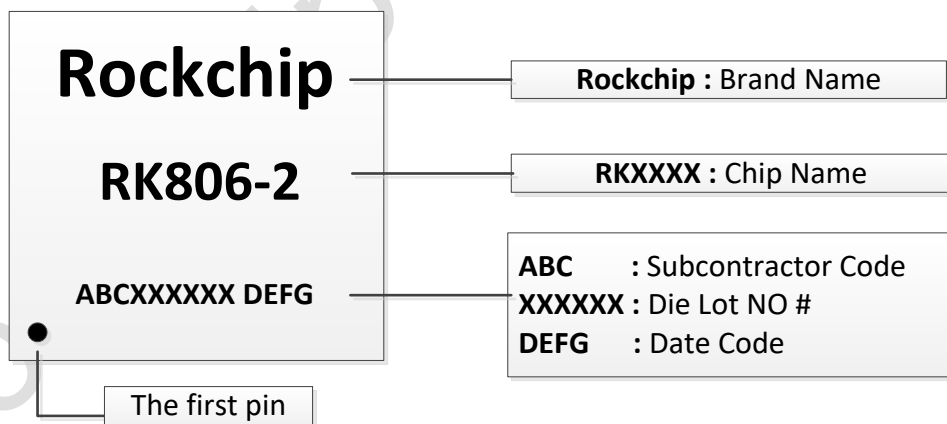 Rockchip
Rockchip : Brand Name
RK806-2
RKXXXX : Chip Name
ABCXXXXXX DEFG
ABC : Subcontractor Code
XXXXXX : Die Lot NO #
DEFG : Date Code
The first pin